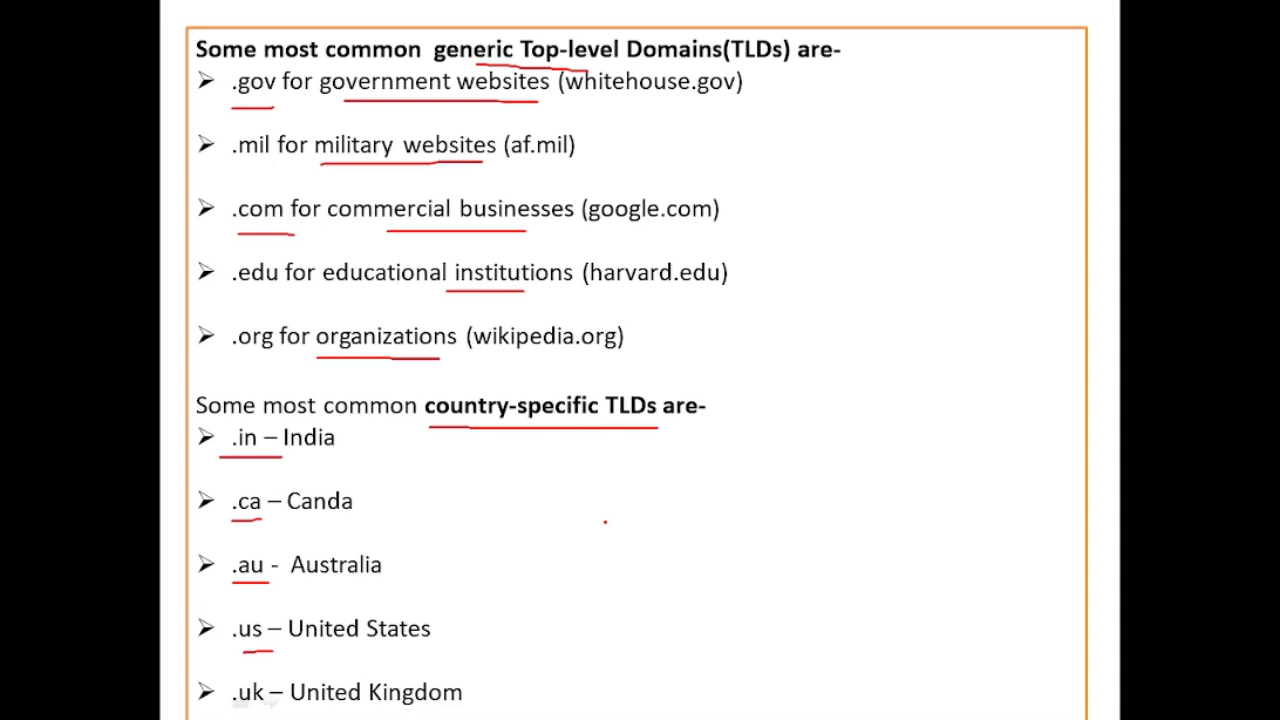 Some most common generic Top-level Domains(TLDs) are-
➢ .gov for government websites (whitehouse.gov)
➢ .mil for military websites (af.mil)
➢ .com for commercial businesses (google.com)
➢ .edu for educational institutions (harvard.edu)
➢ .org for organizations (wikipedia.org)
Some most common country-specific TLDs are-
➢ .in – India
➢ .ca – Canda
➢ .au - Australia
➢ .us – United States
➢ .uk – United Kingdom